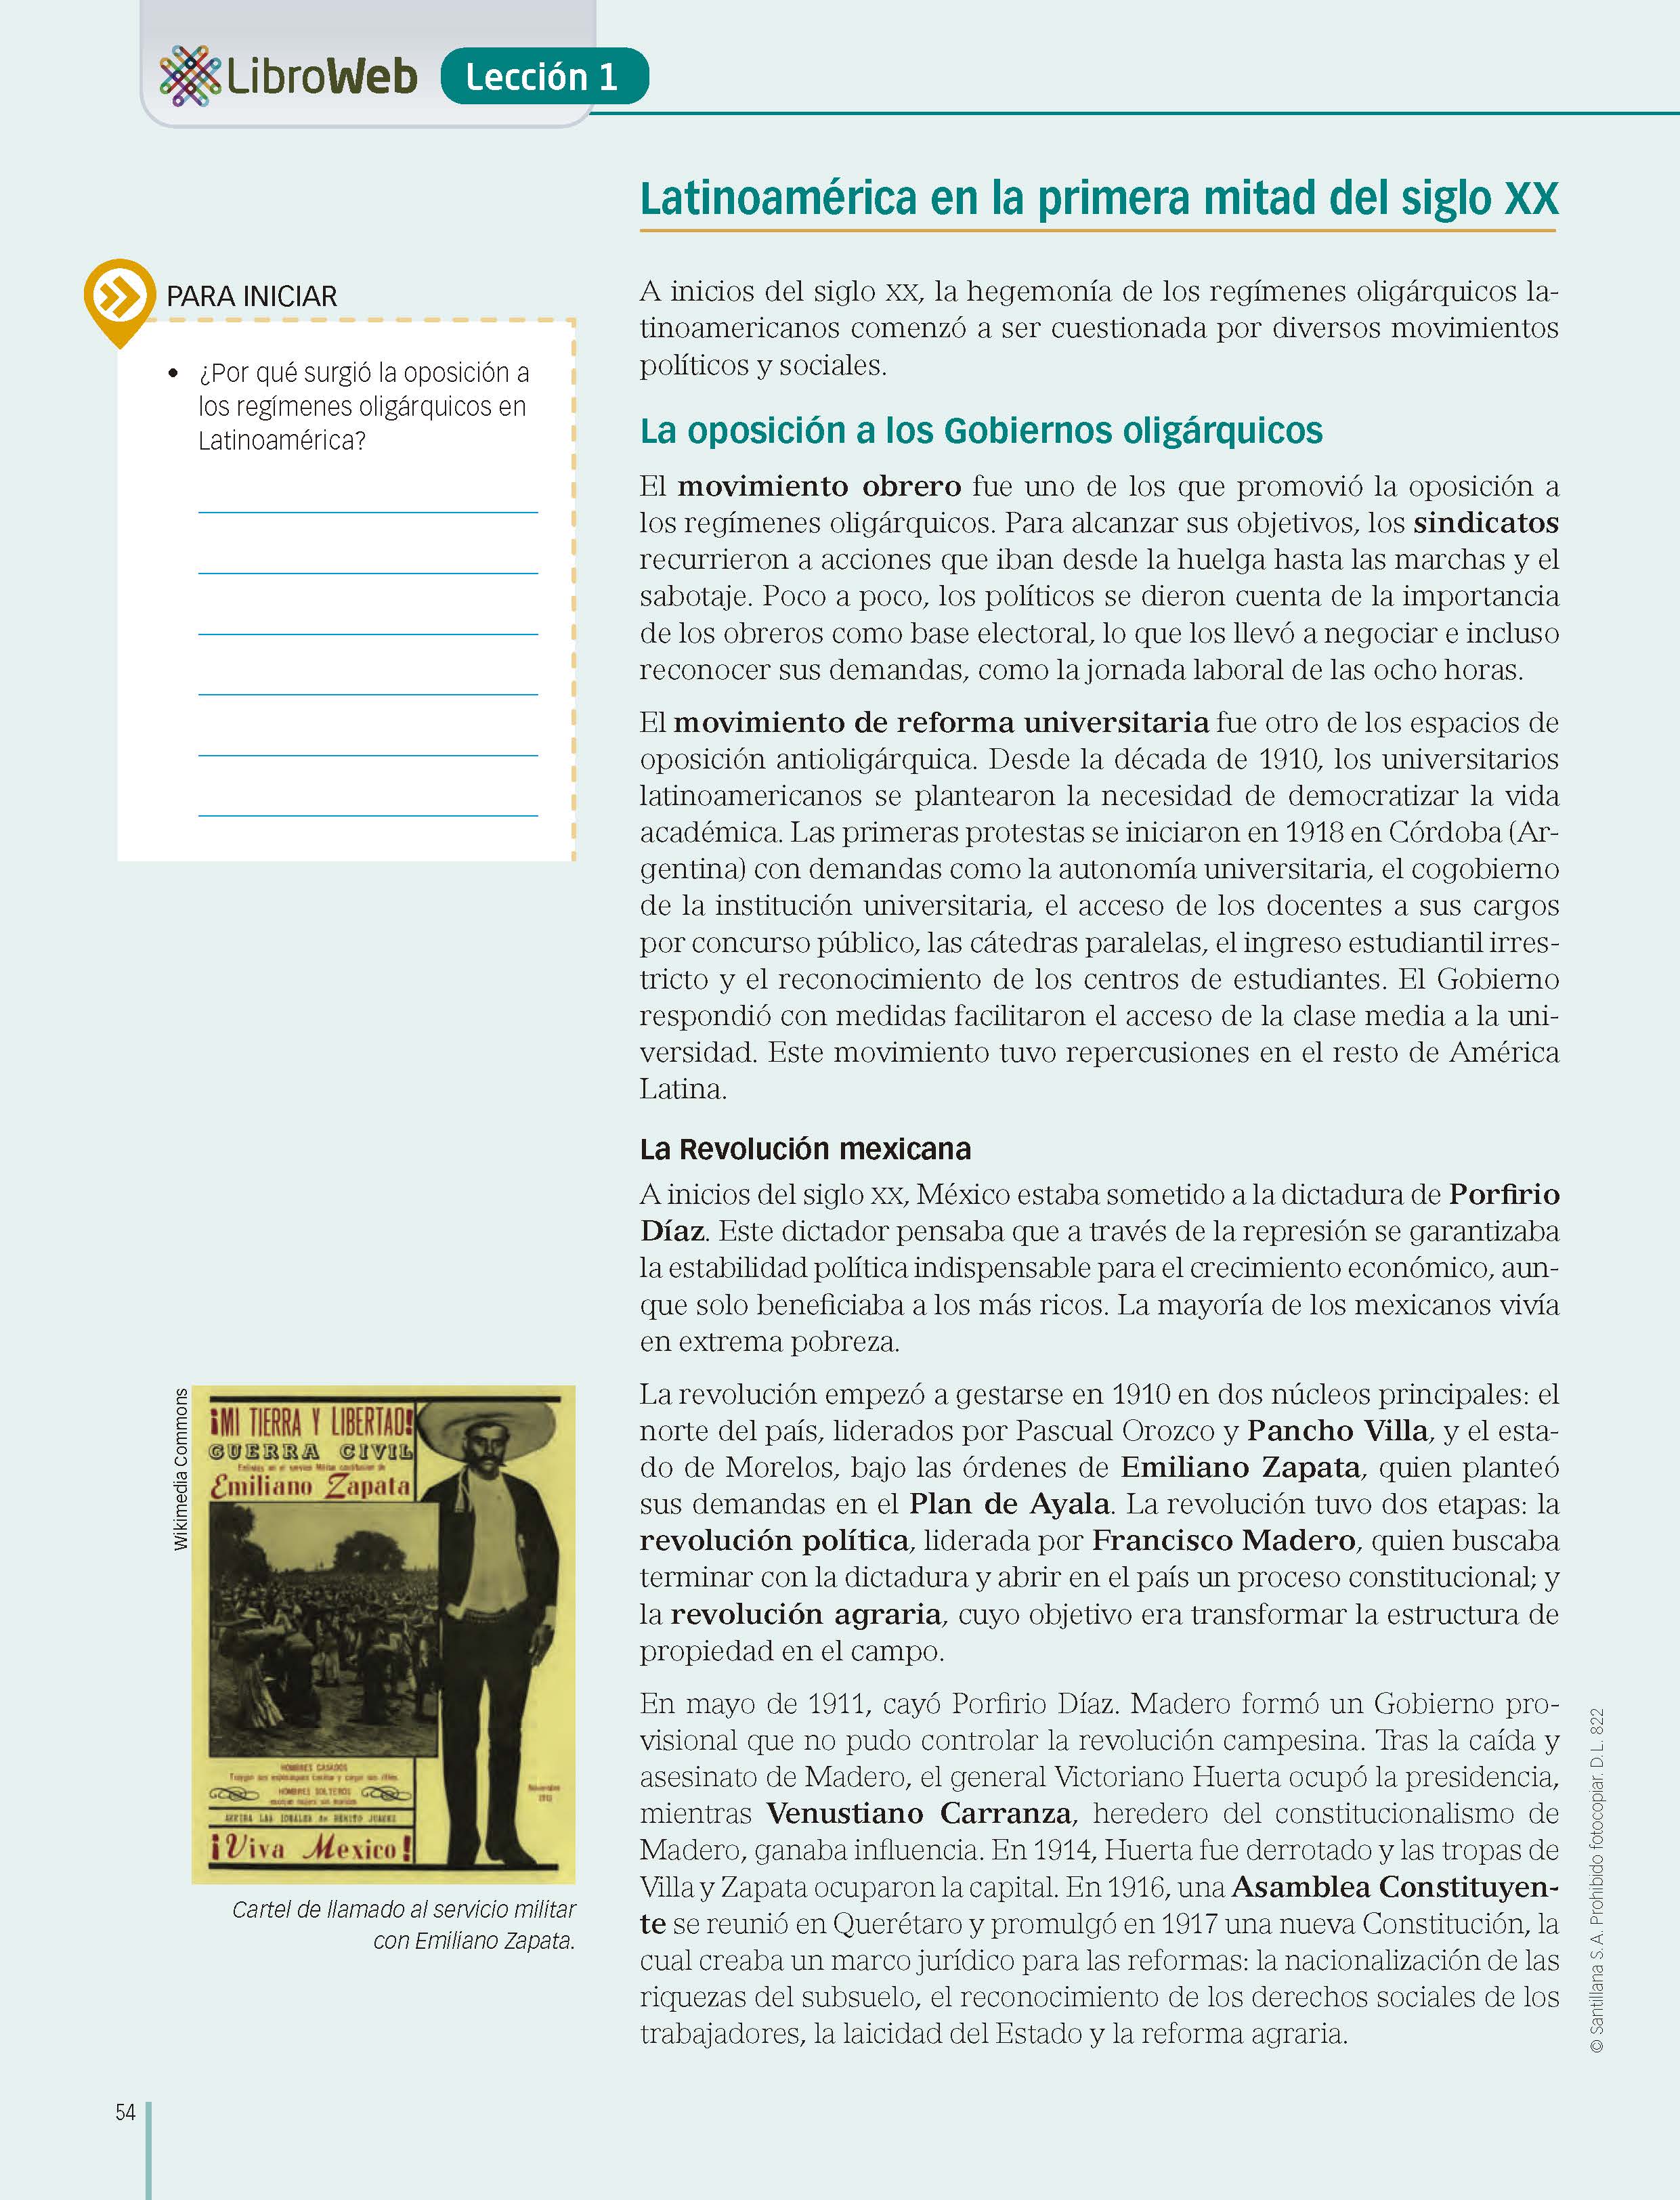 LibroWeb Lección 1
Latinoamérica en la primera mitad del siglo XX
PARA INICIAR
• ¿Por qué surgió la oposición a
los regímenes oligárquicos en
Latinoamérica?
A inicios del siglo XX, la hegemonía de los regímenes oligárquicos la-
tinoamericanos comenzó a ser cuestionada por diversos movimientos
políticos y sociales.
La oposición a los Gobiernos oligárquicos
El movimiento obrero fue uno de los que promovió la oposición a
los regímenes oligárquicos. Para alcanzar sus objetivos, los sindicatos
recurrieron a acciones que iban desde la huelga hasta las marchas y el
sabotaje. Poco a poco, los políticos se dieron cuenta de la importancia
de los obreros como base electoral, lo que los llevó a negociar e incluso
reconocer sus demandas, como la jornada laboral de las ocho horas.
El movimiento de reforma universitaria fue otro de los espacios de
oposición antioligárquica. Desde la década de 1910, los universitarios
latinoamericanos se plantearon la necesidad de democratizar la vida
académica. Las primeras protestas se iniciaron en 1918 en Córdoba (Ar-
gentina) con demandas como la autonomía universitaria, el cogobierno
de la institución universitaria, el acceso de los docentes a sus cargos
por concurso público, las cátedras paralelas, el ingreso estudiantil irres-
tricto y el reconocimiento de los centros de estudiantes. El Gobierno
respondió con medidas facilitaron el acceso de la clase media a la uni-
versidad. Este movimiento tuvo repercusiones en el resto de América
Latina.
La Revolución mexicana
A inicios del siglo XX, México estaba sometido a la dictadura de Porfirio
Díaz. Este dictador pensaba que a través de la represión se garantizaba
la estabilidad política indispensable para el crecimiento económico, aun-
que solo beneficiaba a los más ricos. La mayoría de los mexicanos vivía
en extrema pobreza.
La revolución empezó a gestarse en 1910 en dos núcleos principales: el
norte del país, liderados por Pascual Orozco y Pancho Villa, y el esta-
do de Morelos, bajo las órdenes de Emiliano Zapata, quien planteó
sus demandas en el Plan de Ayala. La revolución tuvo dos etapas: la
revolución política, liderada por Francisco Madero, quien buscaba
terminar con la dictadura y abrir en el país un proceso constitucional; y
la revolución agraria, cuyo objetivo era transformar la estructura de
propiedad en el campo.
En mayo de 1911, cayó Porfirio Díaz. Madero formó un Gobierno pro-
visional que no pudo controlar la revolución campesina. Tras la caída y
asesinato de Madero, el general Victoriano Huerta ocupó la presidencia,
mientras Venustiano Carranza, heredero del constitucionalismo de
Madero, ganaba influencia. En 1914, Huerta fue derrotado y las tropas de
Villa y Zapata ocuparon la capital. En 1916, una Asamblea Constituyen-
te se reunió en Querétaro y promulgó en 1917 una nueva Constitución, la
cual creaba un marco jurídico para las reformas: la nacionalización de las
riquezas del subsuelo, el reconocimiento de los derechos sociales de los
trabajadores, la laicidad del Estado y la reforma agraria.
Wikimedia Commons
¡MI TIERRA Y LIBERTAD!
GUERRA CIVIL
Emiliano Zapata
HOMBRES CASADOS
HOMBRES SOLTEROS
ARRIBA LAS IDEALES de BENITO JUAREZ
¡Viva Mexico!
Cartel de llamado al servicio militar
con Emiliano Zapata.
© Santillana S.A. Prohibido fotocopiar. D.L. 822
54